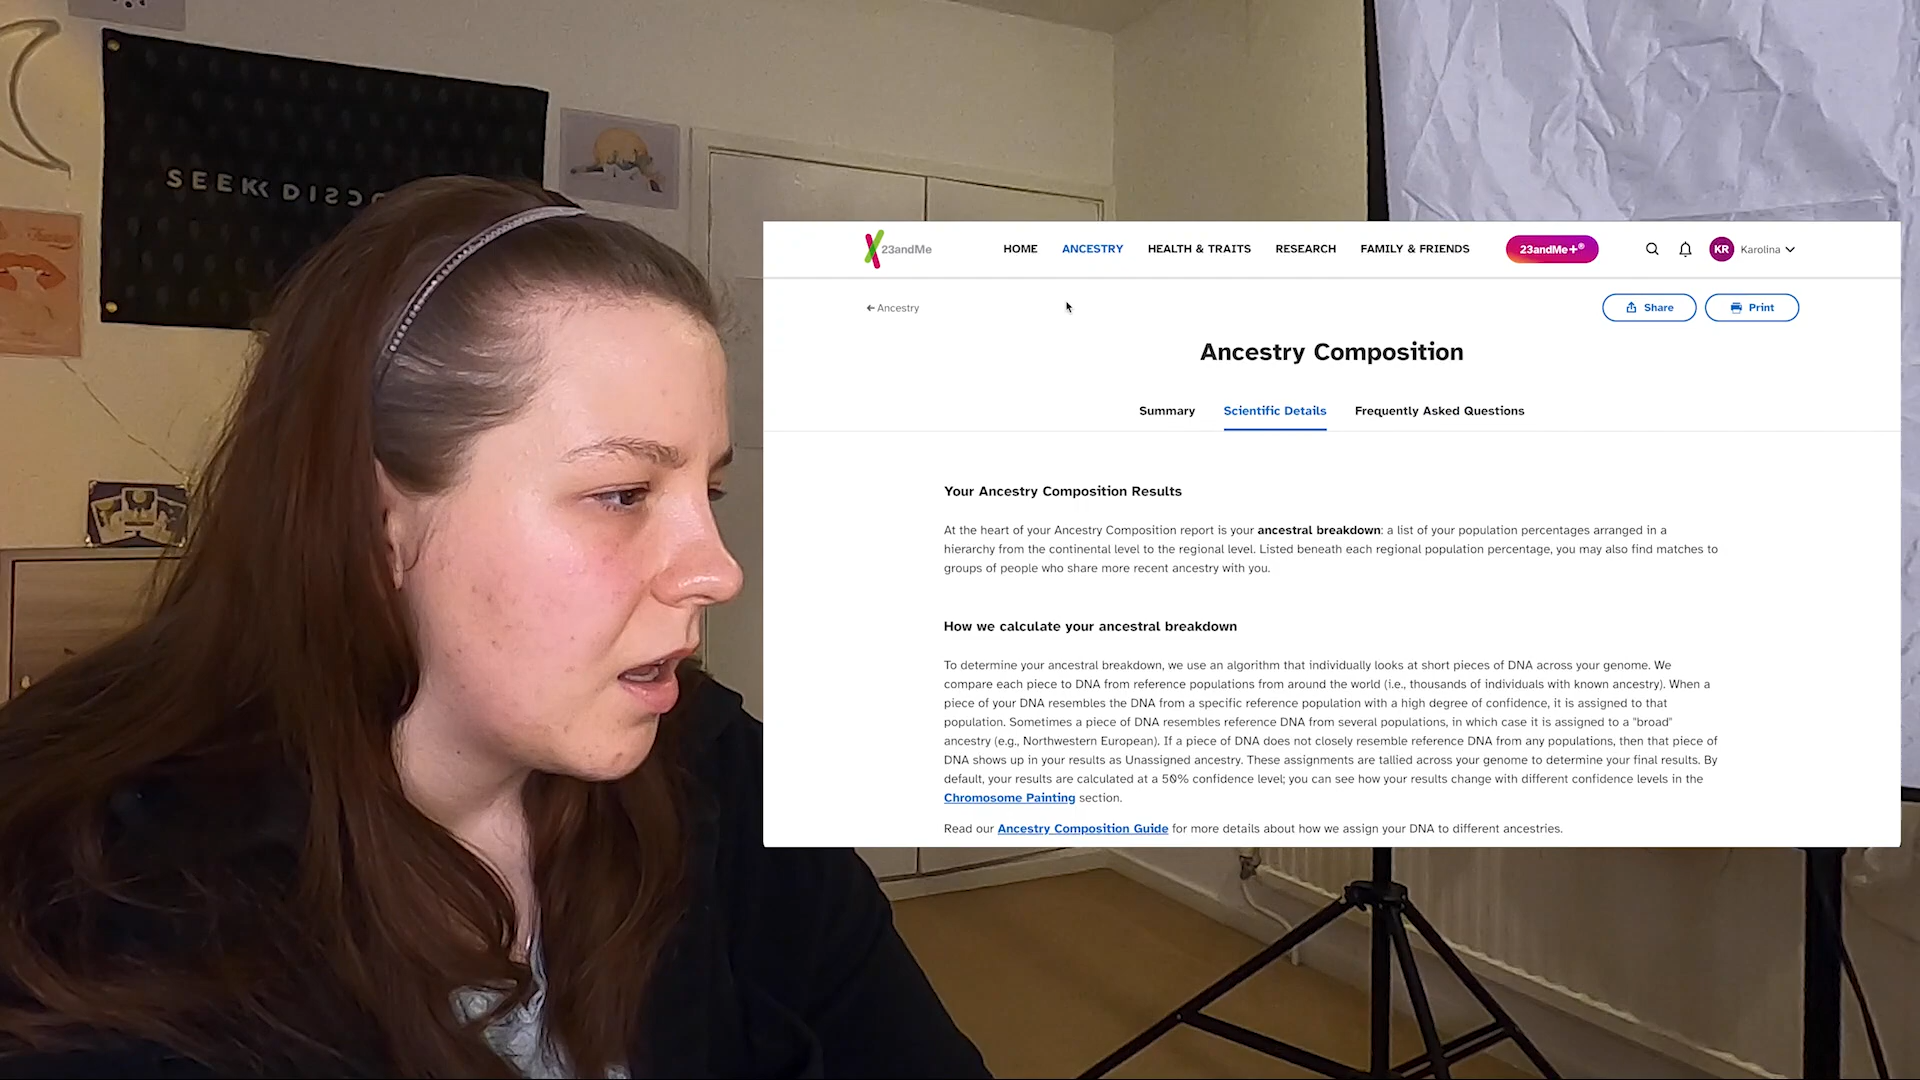 SEEK DISCO
23andMe
HOME
ANCESTRY
HEALTH & TRAITS
RESEARCH
FAMILY & FRIENDS
23andMe+®
KR
Karolina
Ancestry
Share
Print
Ancestry Composition
Summary
Scientific Details
Frequently Asked Questions
Your Ancestry Composition Results
At the heart of your Ancestry Composition report is your ancestral breakdown: a list of your population percentages arranged in a
hierarchy from the continental level to the regional level. Listed beneath each regional population percentage, you may also find matches to
groups of people who share more recent ancestry with you.
How we calculate your ancestral breakdown
To determine your ancestral breakdown, we use an algorithm that individually looks at short pieces of DNA across your genome. We
compare each piece to DNA from reference populations from around the world (i.e., thousands of individuals with known ancestry). When a
piece of your DNA resembles the DNA from a specific reference population with a high degree of confidence, it is assigned to that
population. Sometimes a piece of DNA resembles reference DNA from several populations, in which case it is assigned to a "broad"
ancestry (e.g., Northwestern European). If a piece of DNA does not closely resemble reference DNA from any populations, then that piece of
DNA shows up in your results as Unassigned ancestry. These assignments are tallied across your genome to determine your final results. By
default, your results are calculated at a 50% confidence level; you can see how your results change with different confidence levels in the
Chromosome Painting section.
Read our Ancestry Composition Guide for more details about how we assign your DNA to different ancestries.